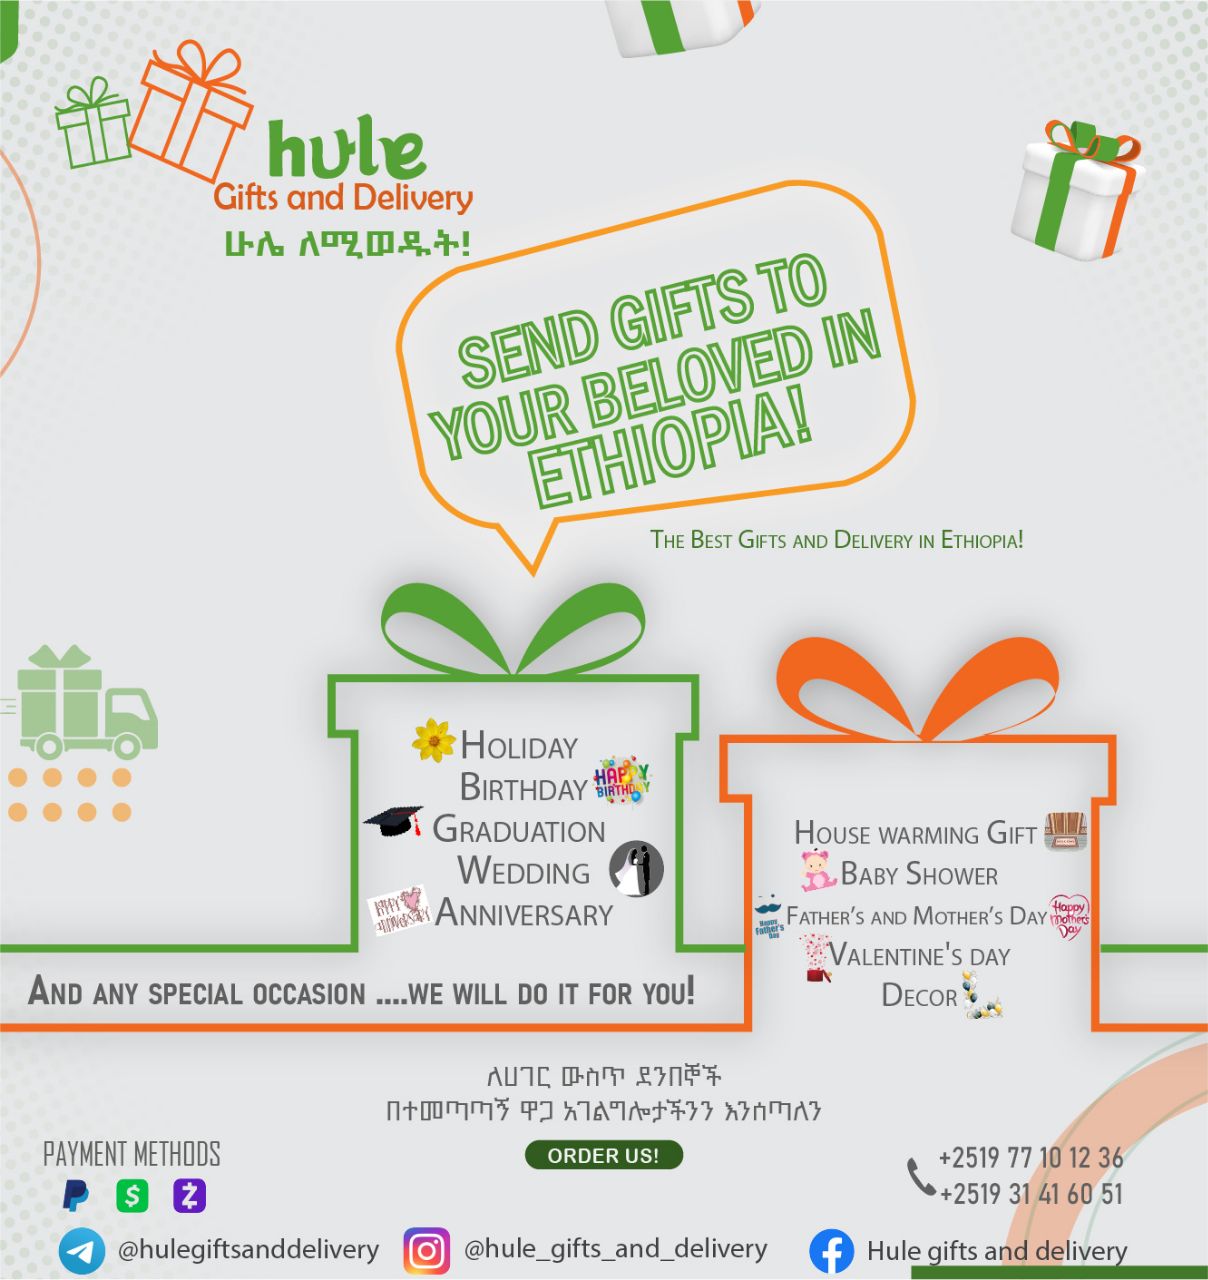 hule
Gifts and Delivery
ሁሌ ለሚወዱት!
SEND GIFTS TO
YOUR BELOVED IN
ETHIOPIA!
THE BEST GIFTS AND DELIVERY IN ETHIOPIA!
HOLIDAY
BIRTHDAY
HAPPY
BIRTHDAY
GRADUATION
WEDDING
HAPPY
ANNIVERSARY
ANNIVERSARY
HOUSE WARMING GIFT
BABY SHOWER
Happy
Father's
Day
FATHER'S AND MOTHER'S DAY
Happy
mother's
Day
VALENTINE'S DAY
DECOR
AND ANY SPECIAL OCCASION ....WE WILL DO IT FOR YOU!
ለሀገር ውስጥ ደንበኞች
በተመጣጣኝ ዋጋ አገልግሎታችንን እንሰጣለን
ORDER US!
PAYMENT METHODS
+2519 77 10 12 36
+2519 31 41 60 51
@hulegiftsanddelivery
@hule_gifts_and_delivery
Hule gifts and delivery